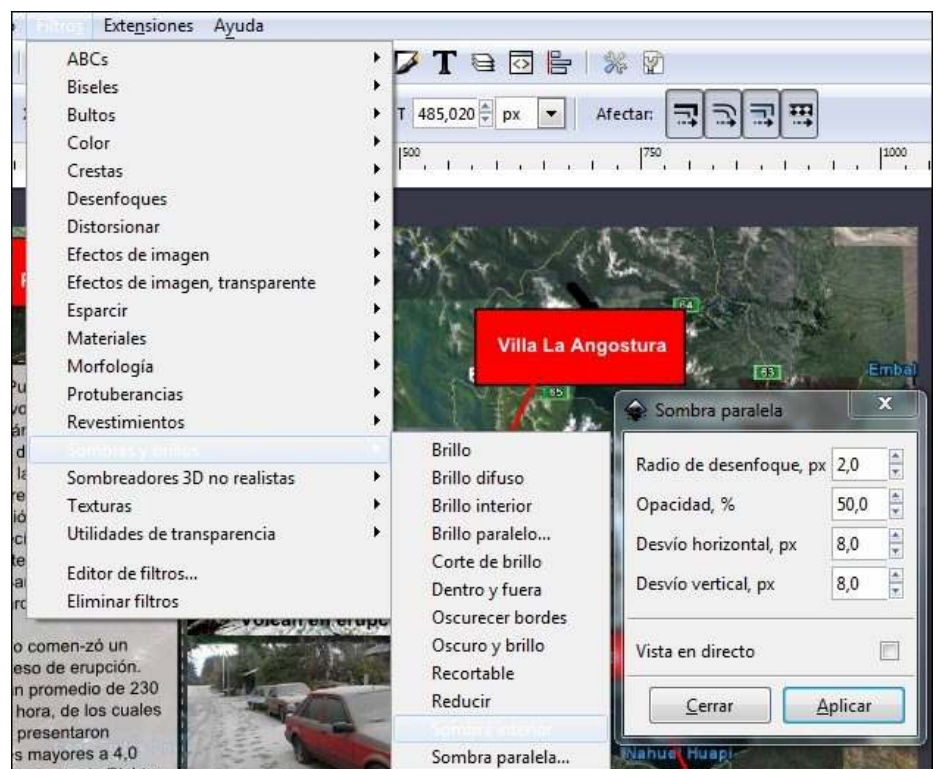 Filtros Extensiones Ayuda
T 485,020 px Afectar:
500 750 1000
ABCs
Biseles
Bultos
Color
Crestas
Desenfoques
Distorsionar
Efectos de imagen
Efectos de imagen, transparente
Esparcir
Materiales
Morfología
Protuberancias
Revestimientos
Sombras y brillos
Sombreadores 3D no realistas
Texturas
Utilidades de transparencia
Editor de filtros...
Eliminar filtros
Brillo
Brillo difuso
Brillo interior
Brillo paralelo...
Corte de brillo
Dentro y fuera
Oscurecer bordes
Oscuro y brillo
Recortable
Reducir
Sombra interior
Sombra paralela...
64
Villa La Angostura
63
65
Embal
Sombra paralela
Radio de desenfoque, px 2,0
Opacidad, % 50,0
Desvío horizontal, px 8,0
Desvío vertical, px 8,0
Vista en directo
Cerrar Aplicar
Nahuel Huapi
Volcán en erupc
o comen-zó un
eso de erupción.
n promedio de 230
hora, de los cuales
presentaron
s mayores a 4,0